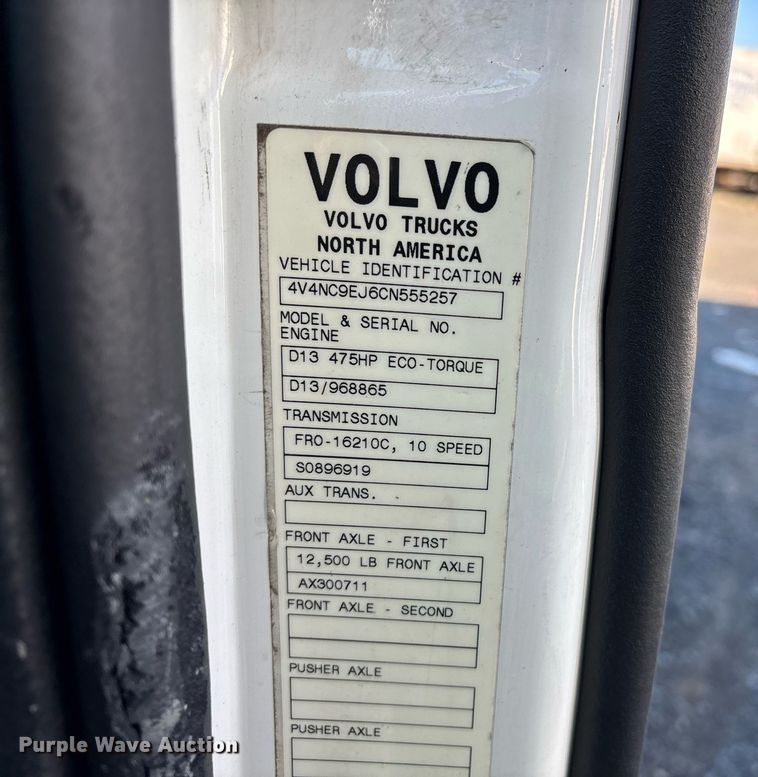 VOLVO
VOLVO TRUCKS
NORTH AMERICA
VEHICLE IDENTIFICATION #
4V4NC9EJ6CN555257
MODEL & SERIAL NO.
ENGINE
D13 475HP ECO-TORQUE
D13/968865
TRANSMISSION
FRO-16210C, 10 SPEED
S0896919
AUX TRANS.
FRONT AXLE - FIRST
12,500 LB FRONT AXLE
AX300711
FRONT AXLE - SECOND
PUSHER AXLE
PUSHER AXLE
Purple Wave Auction